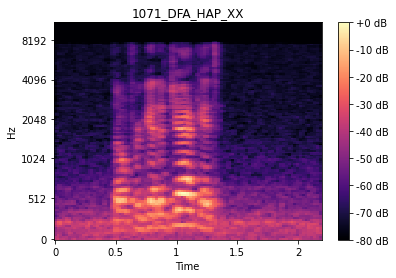 1071_DFA_HAP_XX
+0 dB
8192
-10 dB
4096
-20 dB
-30 dB
2048
Hz
-40 dB
1024
-50 dB
512
-60 dB
-70 dB
0
-80 dB
0 0.5 1 1.5 2
Time